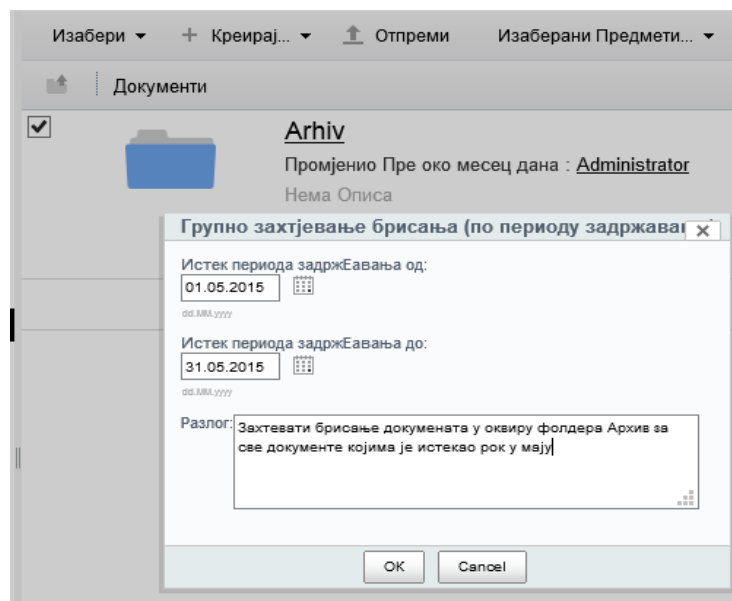 Изабери
Креирај...
Отпреми
Изаберани Предмети...
Документи
Arhiv
Промјенио Пре око месец дана : Administrator
Нема Описа
Групно захтјевање брисања (по периоду
Истек периода задржЕавања од:
01.05.2015
dd.MM.yyyy
Истек периода задржЕавања до:
31.05.2015
dd.MM.yyyy
Разлог:
Захтевати брисање докумената у оквиру фолдера Архив за
све документе којима је истекао рок у мају
OK
Cancel